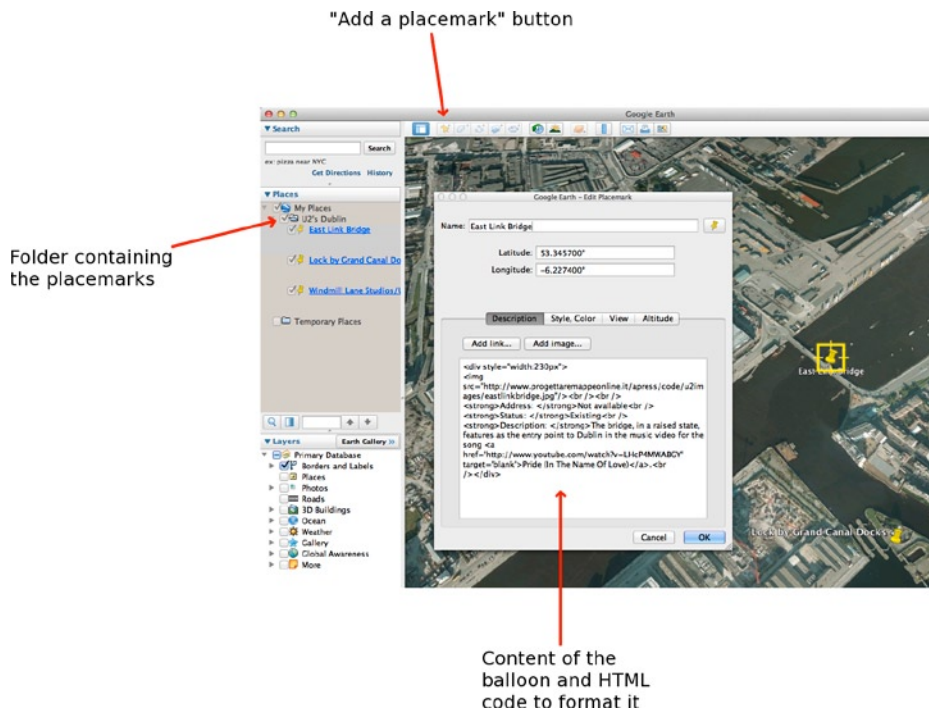 "Add a placemark" button
Google Earth
▼ Search
Search
ex: pizza near NYC
Get Directions History
▼ Places
My Places
U2's Dublin
East Link Bridge
Lock by Grand Canal Do
Windmill Lane Studios/
Temporary Places
Folder containing
the placemarks
Google Earth - Edit Placemark
Name: East Link Bridge
Latitude: 53.345700°
Longitude: -6.227400°
Description Style, Color View Altitude
Add link... Add image...
<div style="width:230px">
<img
src="http://www.progettaremappeonline.it/apress/code/u2im
ages/eastlinkbridge.jpg"/><br /><br />
<strong>Address: </strong>Not available<br />
<strong>Status: </strong>Existing<br />
<strong>Description: </strong>The bridge, in a raised state,
features as the entry point to Dublin in the music video for the
song <a
href="http://www.youtube.com/watch?v=LHcP4MWABGY"
target="blank">Pride (In The Name Of Love)</a>.<br
/></div>
Cancel OK
East Link Bridge
Lock by Grand Canal Docks
▼ Layers Earth Gallery »
Primary Database
Borders and Labels
Places
Photos
Roads
3D Buildings
Ocean
Weather
Gallery
Global Awareness
More
Content of the
balloon and HTML
code to format it